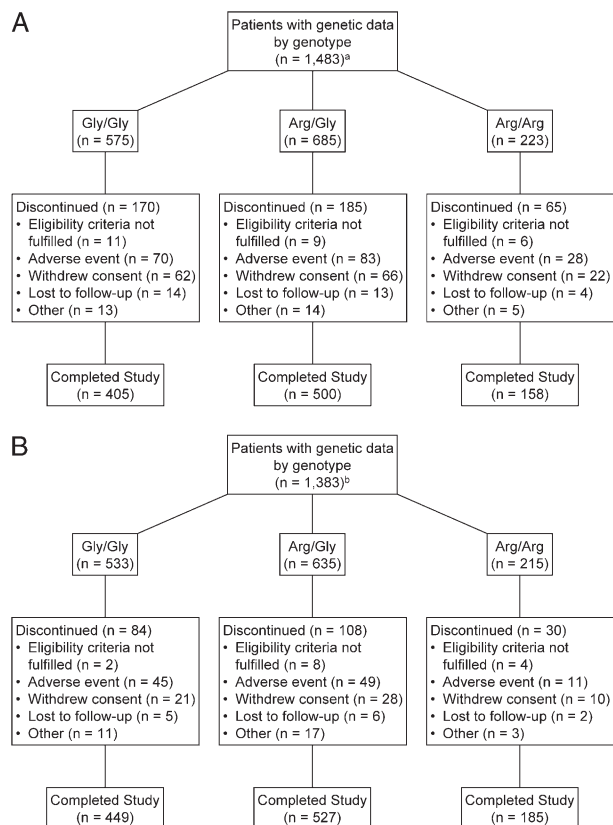 A
Patients with genetic data
by genotype
(n = 1,483)a
Gly/Gly
(n = 575)
Arg/Gly
(n = 685)
Arg/Arg
(n = 223)
Discontinued (n = 170)
• Eligibility criteria not
fulfilled (n = 11)
• Adverse event (n = 70)
• Withdrew consent (n = 62)
• Lost to follow-up (n = 14)
• Other (n = 13)
Discontinued (n = 185)
• Eligibility criteria not
fulfilled (n = 9)
• Adverse event (n = 83)
• Withdrew consent (n = 66)
• Lost to follow-up (n = 13)
• Other (n = 14)
Discontinued (n = 65)
• Eligibility criteria not
fulfilled (n = 6)
• Adverse event (n = 28)
• Withdrew consent (n = 22)
• Lost to follow-up (n = 4)
• Other (n = 5)
Completed Study
(n = 405)
Completed Study
(n = 500)
Completed Study
(n = 158)
B
Patients with genetic data
by genotype
(n = 1,383)b
Gly/Gly
(n = 533)
Arg/Gly
(n = 635)
Arg/Arg
(n = 215)
Discontinued (n = 84)
• Eligibility criteria not
fulfilled (n = 2)
• Adverse event (n = 45)
• Withdrew consent (n = 21)
• Lost to follow-up (n = 5)
• Other (n = 11)
Discontinued (n = 108)
• Eligibility criteria not
fulfilled (n = 8)
• Adverse event (n = 49)
• Withdrew consent (n = 28)
• Lost to follow-up (n = 6)
• Other (n = 17)
Discontinued (n = 30)
• Eligibility criteria not
fulfilled (n = 4)
• Adverse event (n = 11)
• Withdrew consent (n = 10)
• Lost to follow-up (n = 2)
• Other (n = 3)
Completed Study
(n = 449)
Completed Study
(n = 527)
Completed Study
(n = 185)